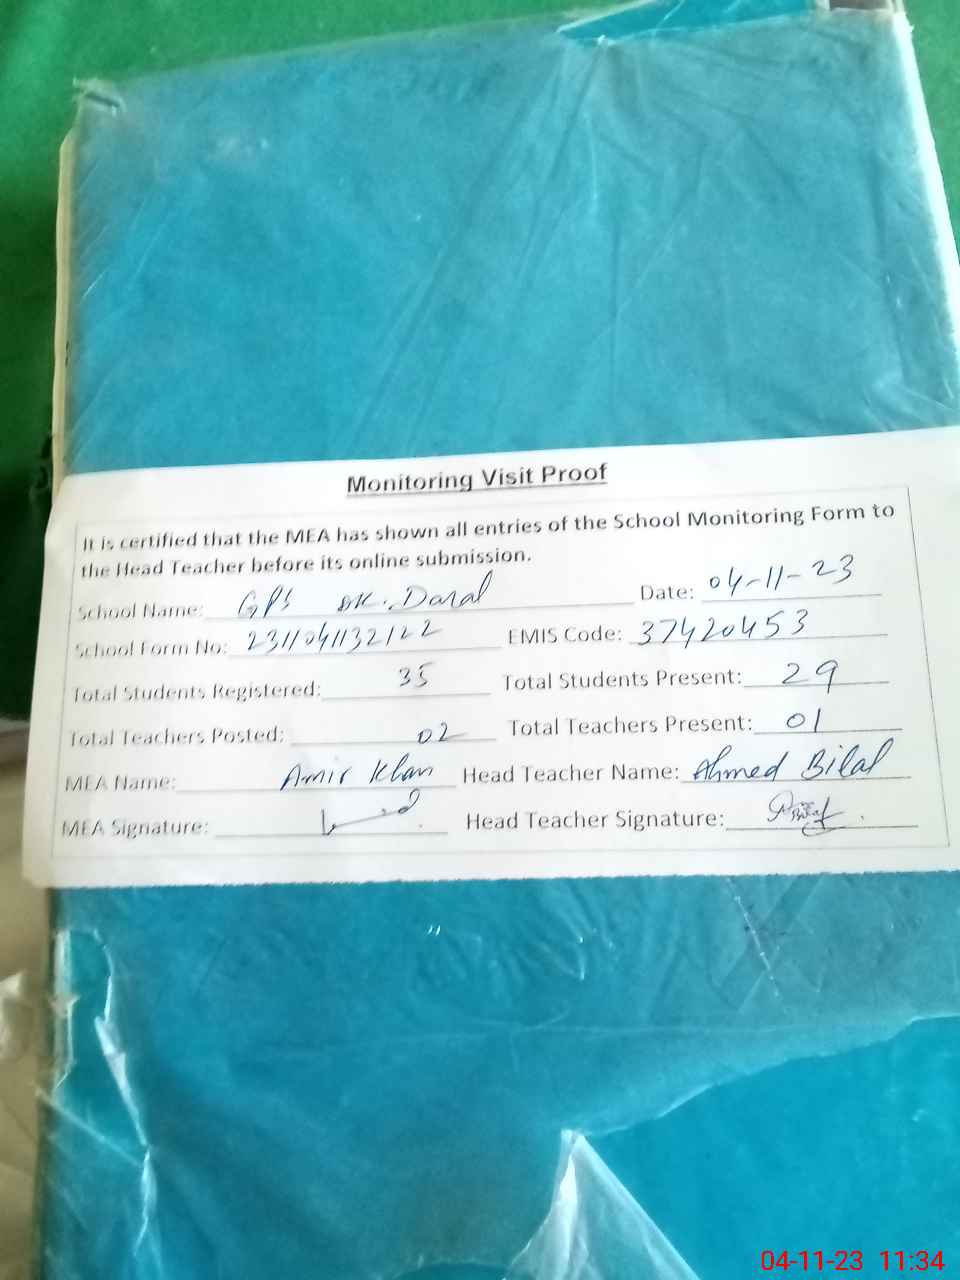 Monitoring Visit Proof
It is certified that the MEA has shown all entries of the School Monitoring Form to
the Head Teacher before its online submission.
School Name: GPS DK. Daral Date: 04-11-23
School Form No: 2311041132122 EMIS Code: 37420453
Total Students Registered: 35 Total Students Present: 29
Total Teachers Posted: 02 Total Teachers Present: 01
MEA Name: Amir Khan Head Teacher Name: Ahmed Bilal
MEA Signature: Head Teacher Signature:
04-11-23 11:34